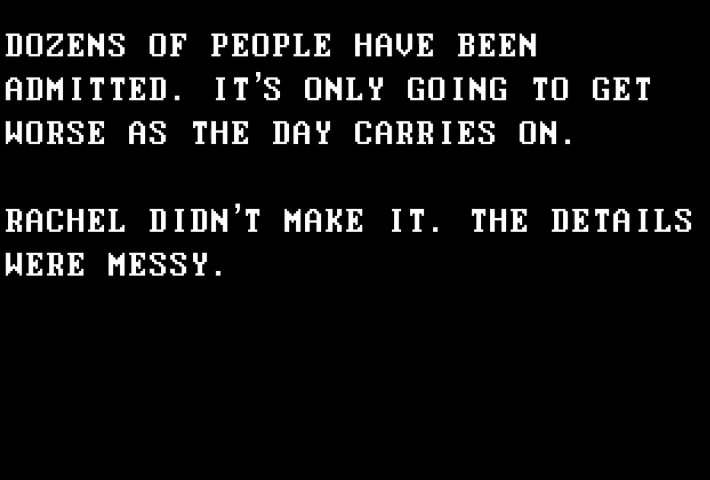 DOZENS OF PEOPLE HAVE BEEN
ADMITTED. IT'S ONLY GOING TO GET
WORSE AS THE DAY CARRIES ON.
RACHEL DIDN'T MAKE IT. THE DETAILS
WERE MESSY.